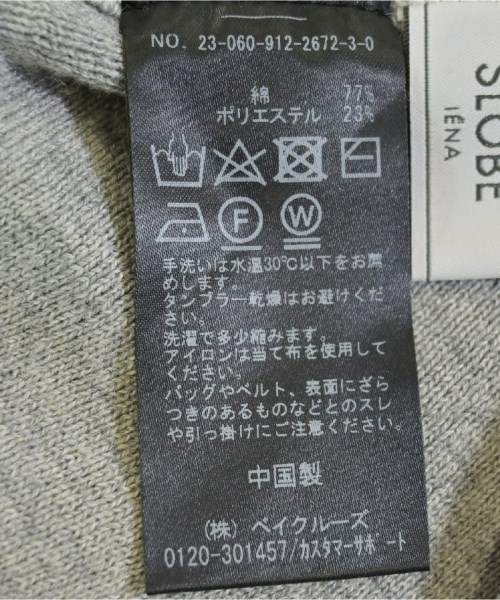 NO. 23-060-912-2672-3-0
綿 77%
ポリエステル 23%
F W
手洗いは水温30℃以下をお薦
めします。
タンブラー乾燥はお避けくだ
さい。
洗濯で多少縮みます。
アイロンは当て布を使用して
ください。
バッグやベルト、表面にざら
つきのあるものなどとのスレ
や引っ掛けにご注意ください。
中国製
(株) ベイクルーズ
0120-301457/カスタマーサポート
SLOBE
IÉNA